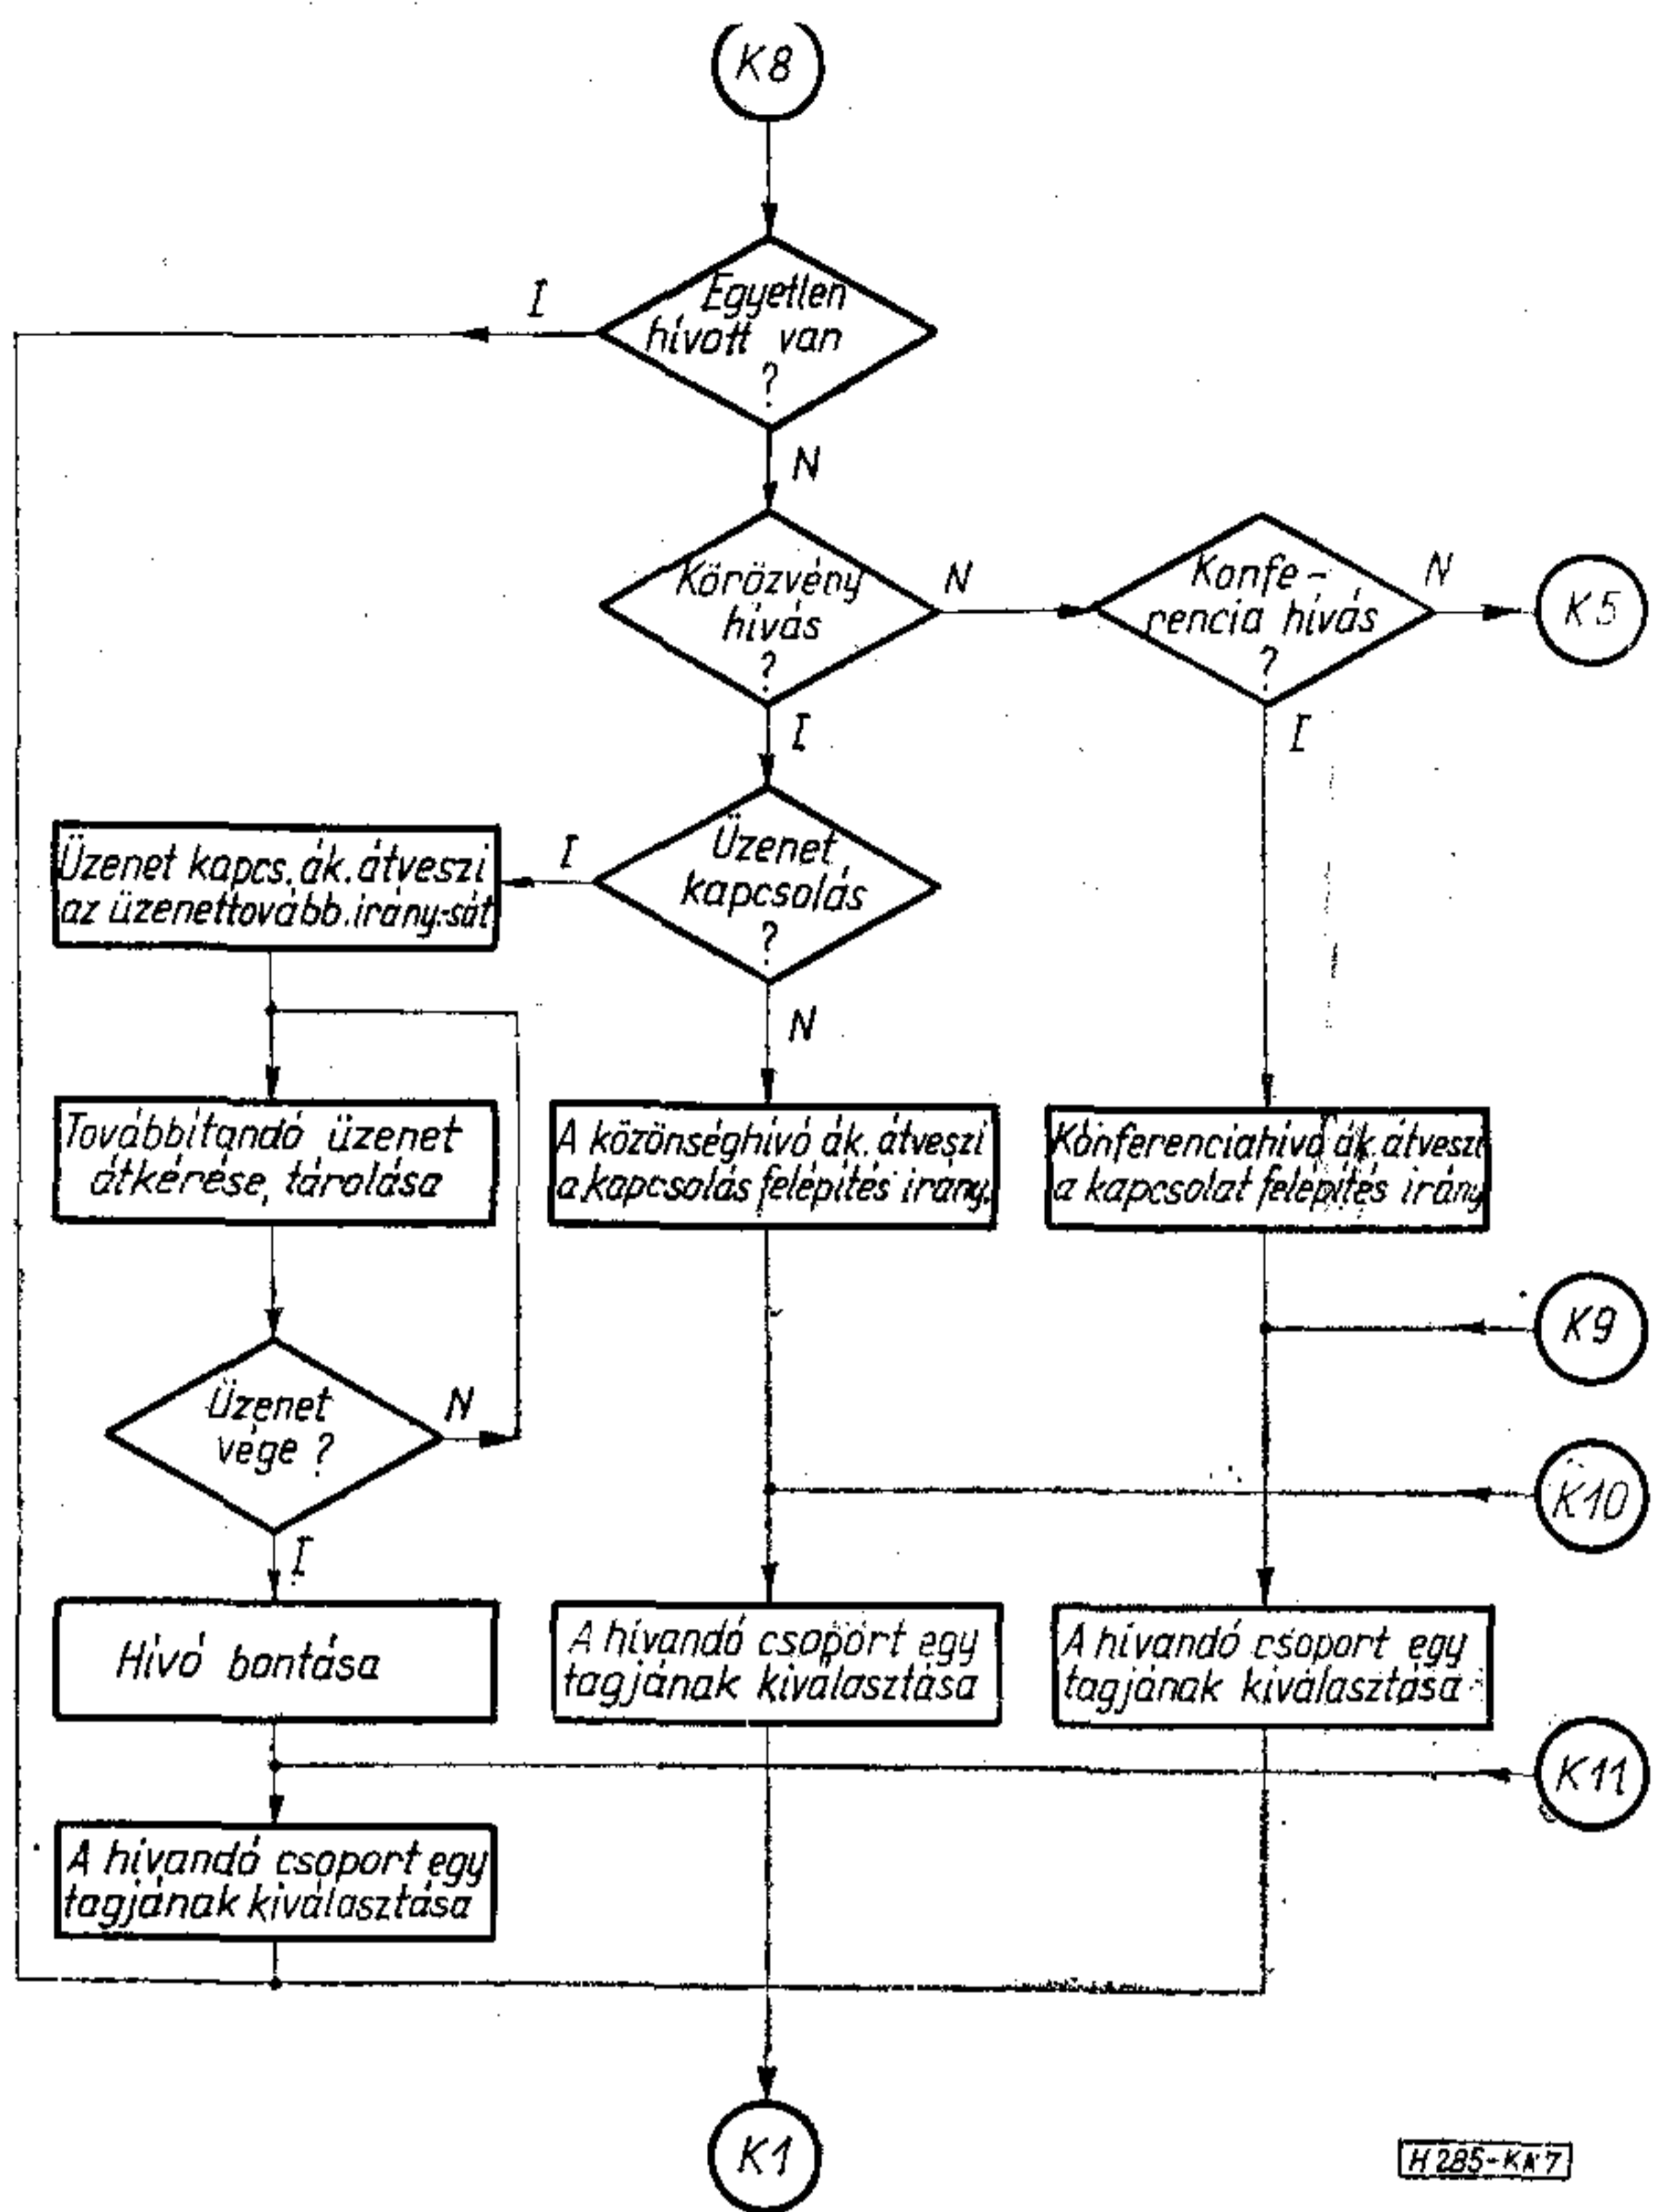 K8
I
Egyetlen
hívott van
?
N
Körözvény
hívás
?
N
Konfe-
rencia hívás
?
N
K5
I
I
Üzenet
kapcsolás
?
I
Üzenet kapcs. ák. átveszi
az üzenettovább. irány.-sát
N
Továbbítandó üzenet
átkérése, tárolása
A közönséghívó ák. átveszi
a kapcsolás felépítés irány.
Konferenciahívó ák. átveszi
a kapcsolat felépítés irány
K9
Üzenet
vége ?
N
K10
I
Hívó bontása
A hívandó csoport egy
tagjának kiválasztása
A hívandó csoport egy
tagjának kiválasztása
K11
A hívandó csoport egy
tagjának kiválasztása
K1
H 285-KK7